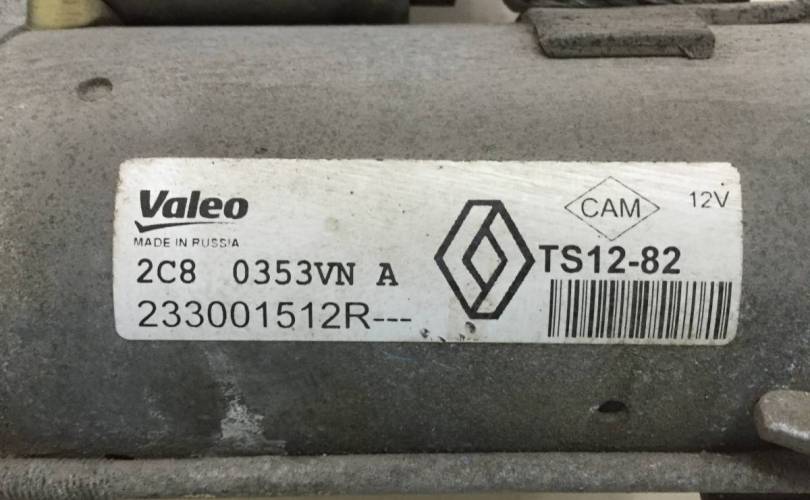 Valeo
MADE IN RUSSIA
2C8 0353VN A
233001512R---
CAM
12V
TS12-82